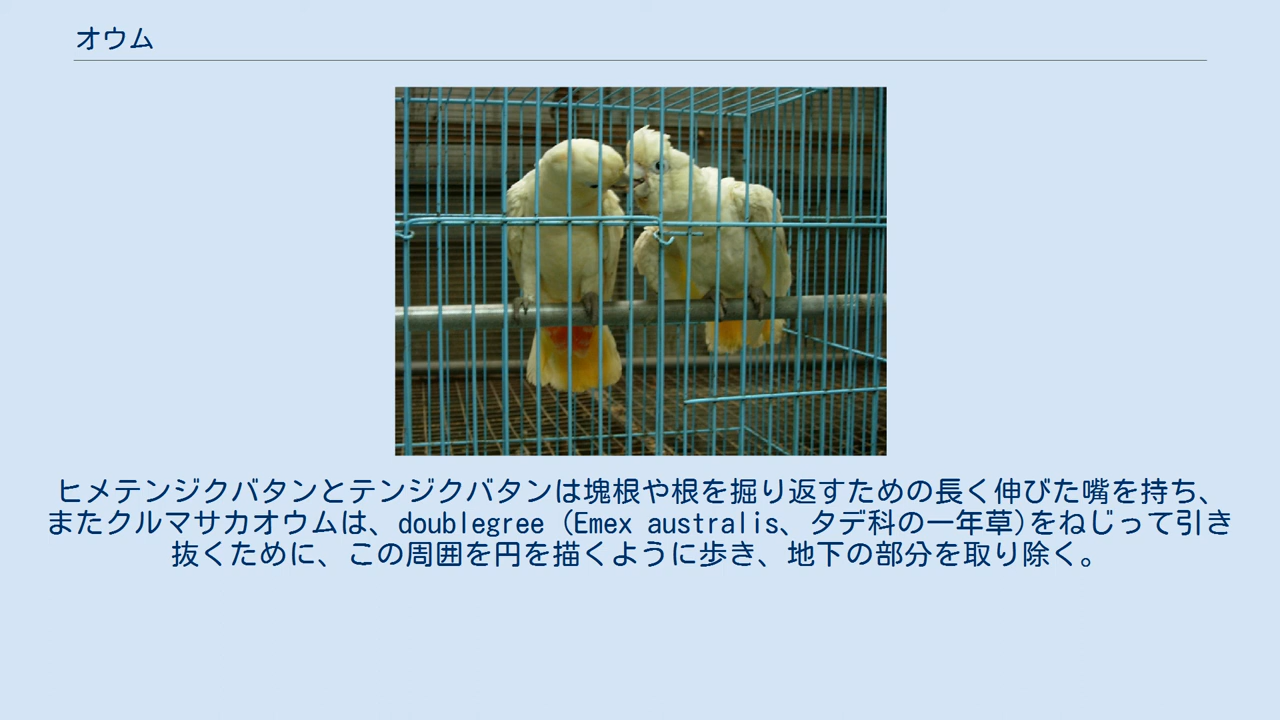 オウム
ヒメテンジクバタンとテンジクバタンは塊根や根を掘り返すための長く伸びた嘴を持ち、
またクルマサカオウムは、doublegree (Emex australis、タデ科の一年草)をねじって引き
抜くために、この周囲を円を描くように歩き、地下の部分を取り除く。